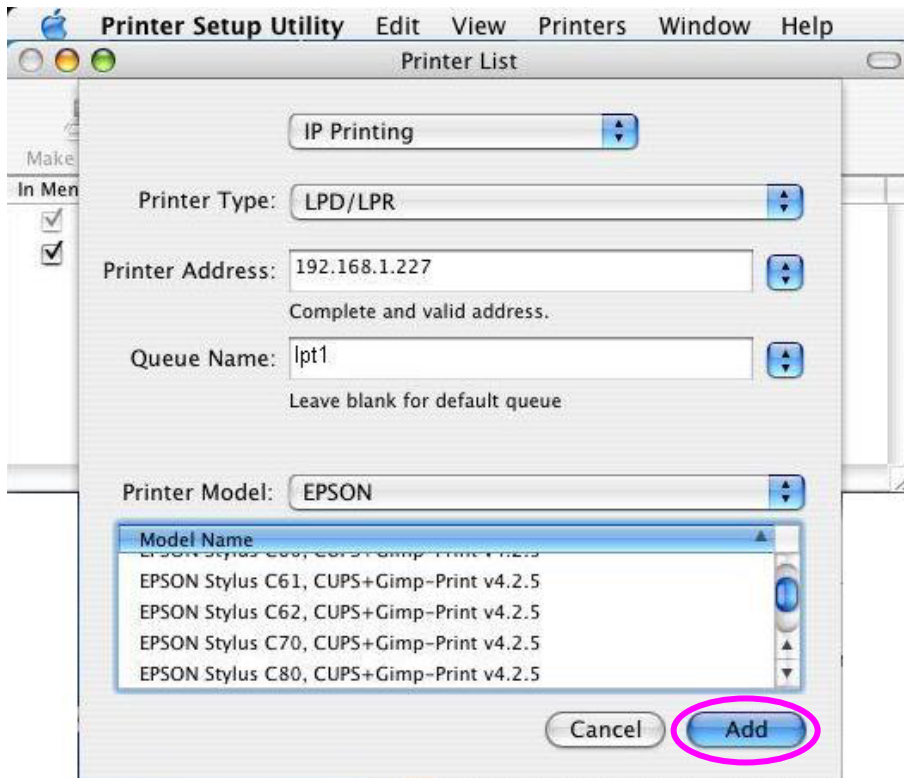 Printer Setup Utility Edit View Printers Window Help
Printer List
IP Printing
Make
In Men
Printer Type: LPD/LPR
Printer Address: 192.168.1.227
Complete and valid address.
Queue Name: lpt1
Leave blank for default queue
Printer Model: EPSON
Model Name
EPSON Stylus C61, CUPS+Gimp-Print v4.2.5
EPSON Stylus C62, CUPS+Gimp-Print v4.2.5
EPSON Stylus C70, CUPS+Gimp-Print v4.2.5
EPSON Stylus C80, CUPS+Gimp-Print v4.2.5
Cancel Add